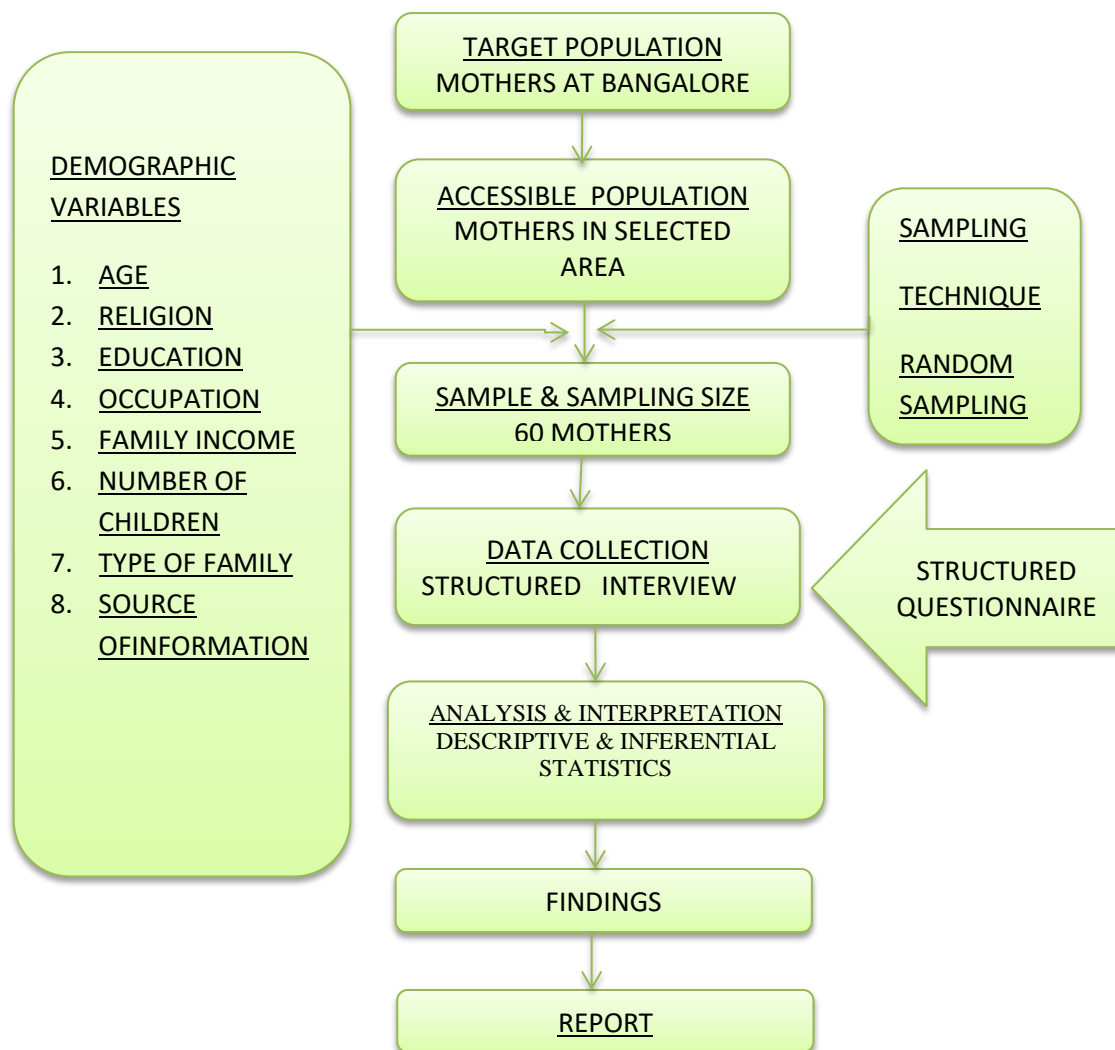 TARGET POPULATION
MOTHERS AT BANGALORE
DEMOGRAPHIC
VARIABLES
1. AGE
2. RELIGION
3. EDUCATION
4. OCCUPATION
5. FAMILY INCOME
6. NUMBER OF
CHILDREN
7. TYPE OF FAMILY
8. SOURCE
OFINFORMATION
ACCESSIBLE POPULATION
MOTHERS IN SELECTED
AREA
SAMPLING
TECHNIQUE
RANDOM
SAMPLING
SAMPLE & SAMPLING SIZE
60 MOTHERS
DATA COLLECTION
STRUCTURED INTERVIEW
STRUCTURED
QUESTIONNAIRE
ANALYSIS & INTERPRETATION
DESCRIPTIVE & INFERENTIAL
STATISTICS
FINDINGS
REPORT